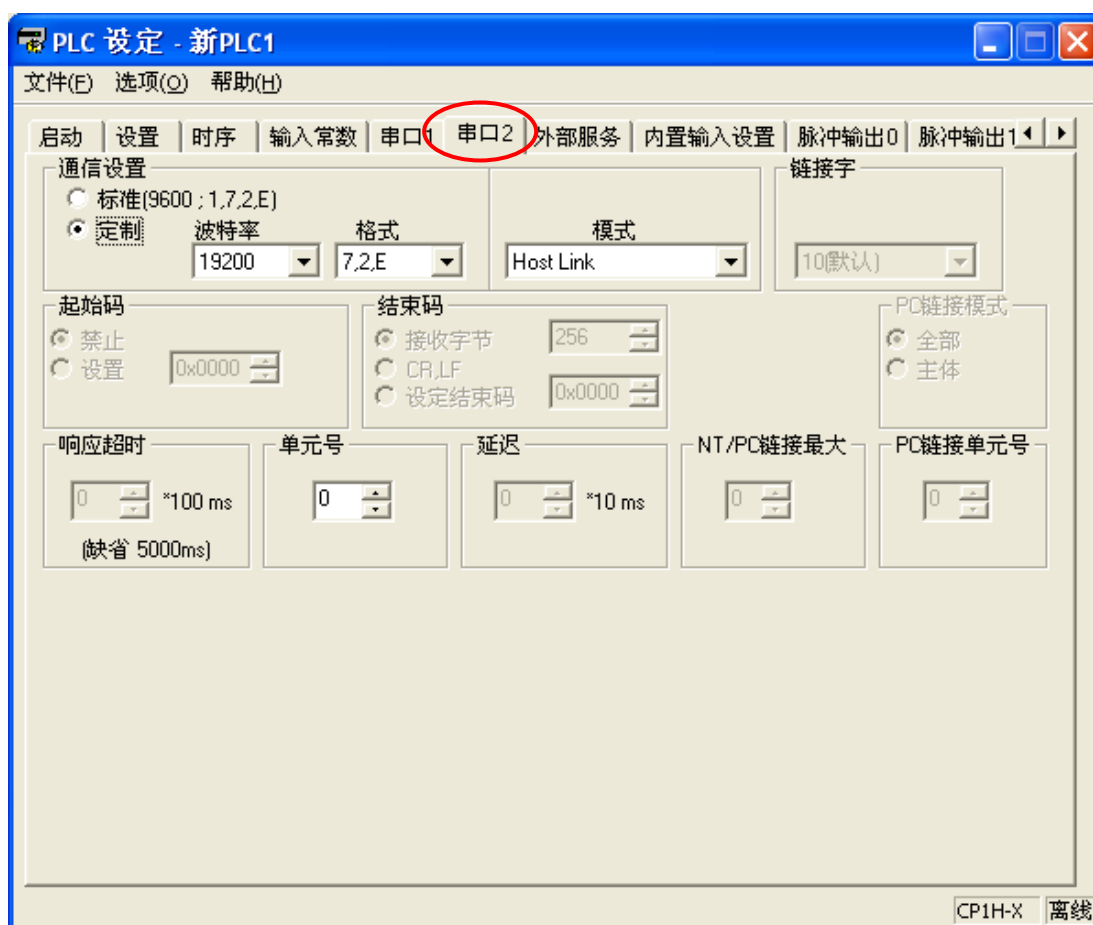 PLC 设定 - 新PLC1
文件(F) 选项(O) 帮助(H)
启动 设置 时序 输入常数 串口1 串口2 外部服务 内置输入设置 脉冲输出0 脉冲输出1
通信设置 链接字
标准(9600 ; 1,7,2,E)
定制 波特率 格式 模式
19200 7,2,E Host Link 10(默认)
起始码 结束码 PC链接模式
禁止 接收字节 256 全部
设置 0x0000 CR,LF 主体
设定结束码 0x0000
响应超时 单元号 延迟 NT/PC链接最大 PC链接单元号
0 *100 ms 0 0 *10 ms 0 0
(缺省 5000ms)
CP1H-X 离线